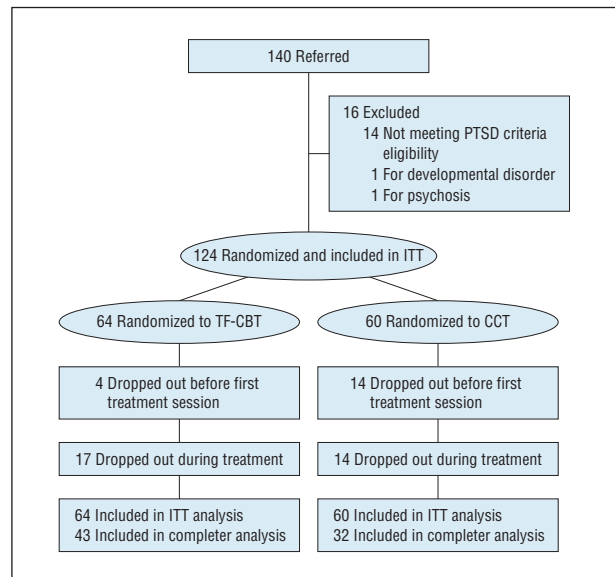 140 Referred
16 Excluded
14 Not meeting PTSD criteria
eligibility
1 For developmental disorder
1 For psychosis
124 Randomized and included in ITT
64 Randomized to TF-CBT
60 Randomized to CCT
4 Dropped out before first
treatment session
14 Dropped out before first
treatment session
17 Dropped out during treatment
14 Dropped out during treatment
64 Included in ITT analysis
43 Included in completer analysis
60 Included in ITT analysis
32 Included in completer analysis